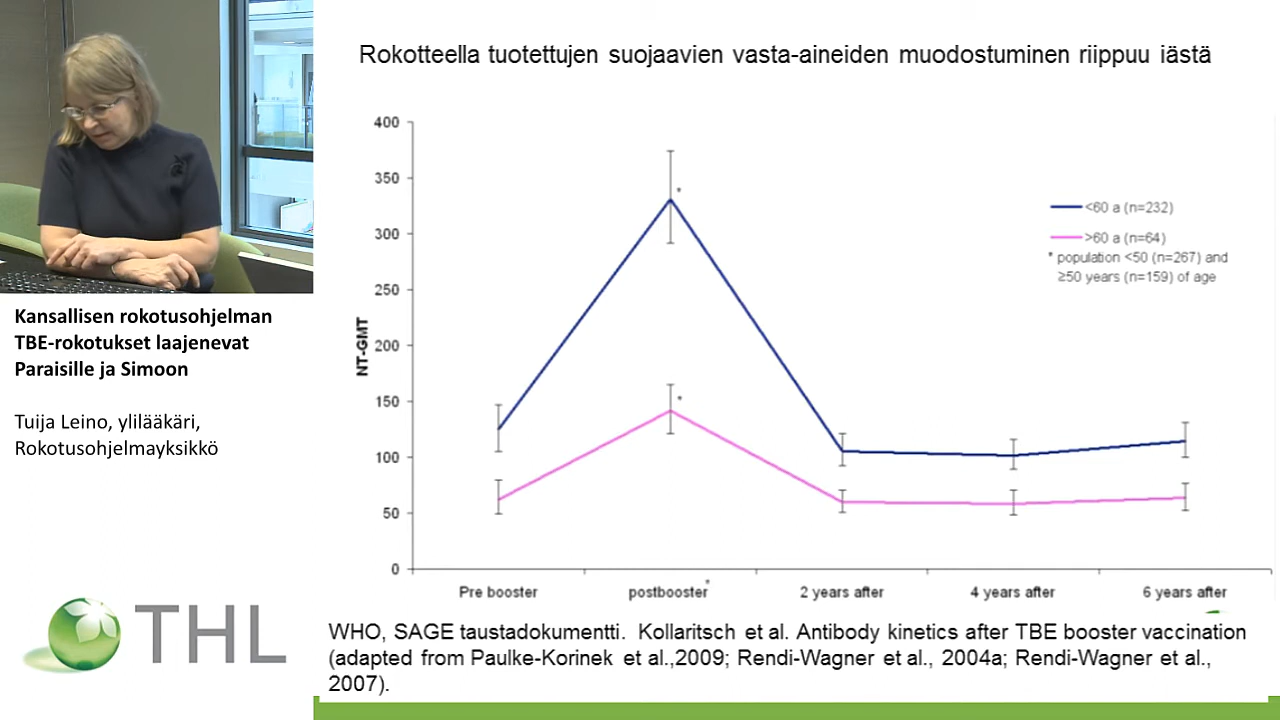 Rokotteella tuotettujen suojaavien vasta-aineiden muodostuminen riippuu iästä
400
350
300
250
200
150
100
50
0
NT-GMT
*
*
<60 a (n=232)
>60 a (n=64)
* population <50 (n=267) and
≥50 years (n=159) of age
Pre booster
postbooster*
2 years after
4 years after
6 years after
WHO, SAGE taustadokumentti. Kollaritsch et al. Antibody kinetics after TBE booster vaccination
(adapted from Paulke-Korinek et al.,2009; Rendi-Wagner et al., 2004a; Rendi-Wagner et al.,
2007).
Kansallisen rokotusohjelman
TBE-rokotukset laajenevat
Paraisille ja Simoon
Tuija Leino, ylilääkäri,
Rokotusohjelmayksikkö
THL